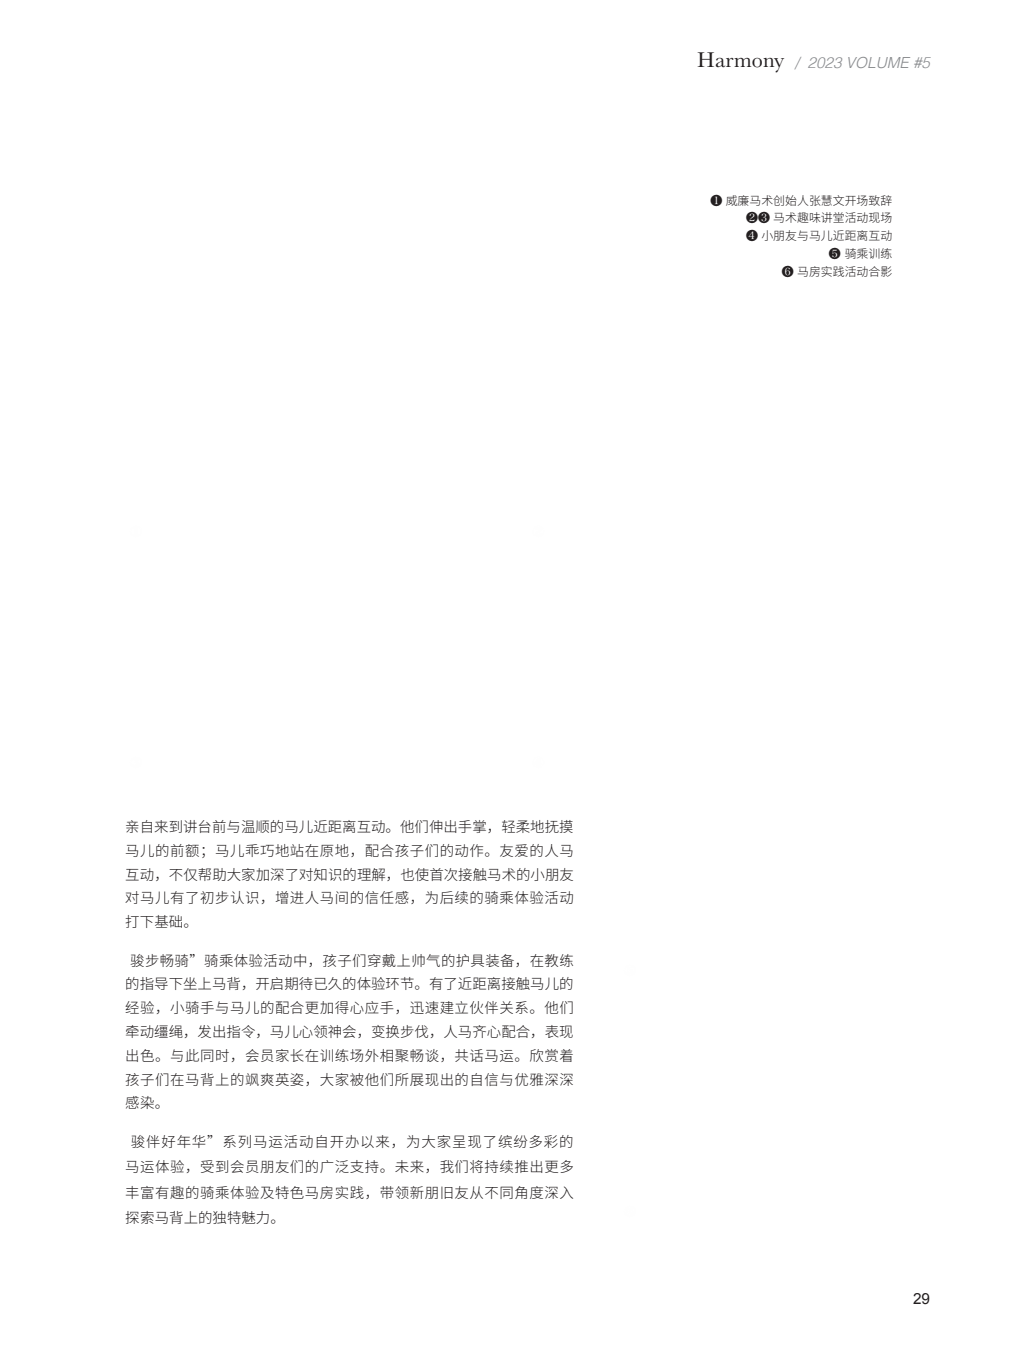 Harmony / 2023 VOLUME #5
❶ 威廉马术创始人张慧文开场致辞
❷❸ 马术趣味讲堂活动现场
❹ 小朋友与马儿近距离互动
❺ 骑乘训练
❻ 马房实践活动合影
亲自来到讲台前与温顺的马儿近距离互动。他们伸出手掌，轻柔地抚摸
马儿的前额；马儿乖巧地站在原地，配合孩子们的动作。友爱的人马
互动，不仅帮助大家加深了对知识的理解，也使首次接触马术的小朋友
对马儿有了初步认识，增进人马间的信任感，为后续的骑乘体验活动
打下基础。
骏步畅骑”骑乘体验活动中，孩子们穿戴上帅气的护具装备，在教练
的指导下坐上马背，开启期待已久的体验环节。有了近距离接触马儿的
经验，小骑手与马儿的配合更加得心应手，迅速建立伙伴关系。他们
牵动缰绳，发出指令，马儿心领神会，变换步伐，人马齐心配合，表现
出色。与此同时，会员家长在训练场外相聚畅谈，共话马运。欣赏着
孩子们在马背上的飒爽英姿，大家被他们所展现出的自信与优雅深深
感染。
骏伴好年华”系列马运活动自开办以来，为大家呈现了缤纷多彩的
马运体验，受到会员朋友们的广泛支持。未来，我们将持续推出更多
丰富有趣的骑乘体验及特色马房实践，带领新朋旧友从不同角度深入
探索马背上的独特魅力。
29